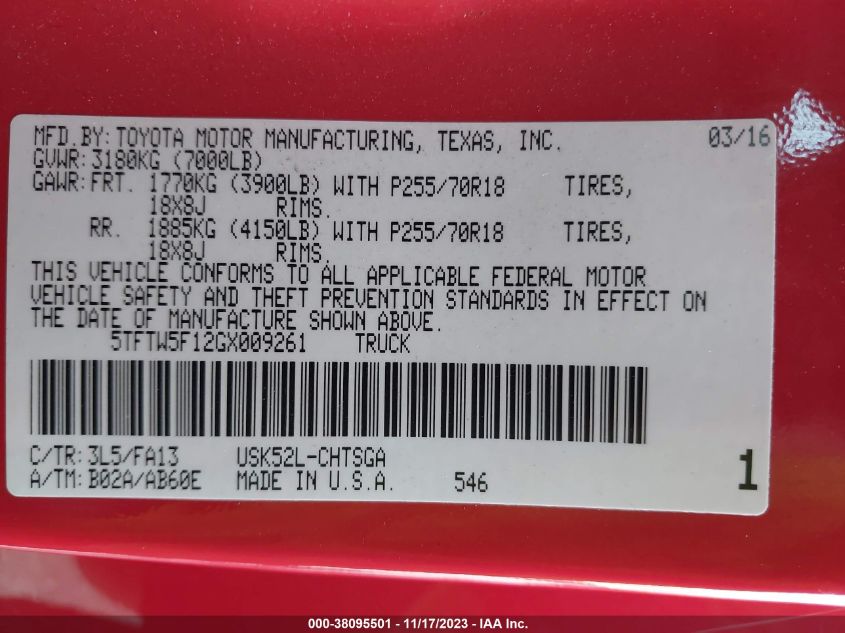 MFD.BY:TOYOTA MOTOR MANUFACTURING, TEXAS, INC. 03/16
GVWR:3180KG (7000LB)
GAWR:FRT. 1770KG (3900LB) WITH P255/70R18 TIRES,
18X8J RIMS.
RR. 1885KG (4150LB) WITH P255/70R18 TIRES,
18X8J RIMS.
THIS VEHICLE CONFORMS TO ALL APPLICABLE FEDERAL MOTOR
VEHICLE SAFETY AND THEFT PREVENTION STANDARDS IN EFFECT ON
THE DATE OF MANUFACTURE SHOWN ABOVE.
5TFTW5F12GX009261 TRUCK
C/TR:3L5/FA13 USK52L-CHTSGA
A/TM:B02A/AB60E MADE IN U.S.A. 546 1
000-38095501 - 11/17/2023 - IAA Inc.